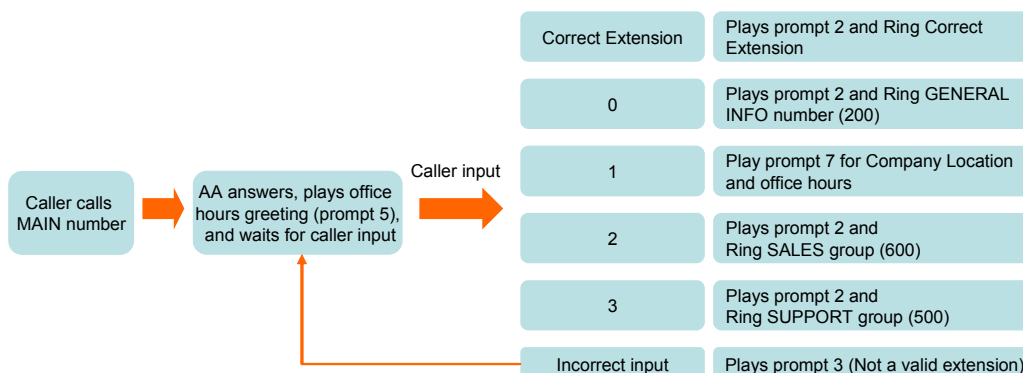 Caller calls
MAIN number
AA answers, plays office
hours greeting (prompt 5),
and waits for caller input
Caller input
Correct Extension
Plays prompt 2 and Ring Correct
Extension
0
Plays prompt 2 and Ring GENERAL
INFO number (200)
1
Play prompt 7 for Company Location
and office hours
2
Plays prompt 2 and
Ring SALES group (600)
3
Plays prompt 2 and
Ring SUPPORT group (500)
Incorrect input
Plays prompt 3 (Not a valid extension)